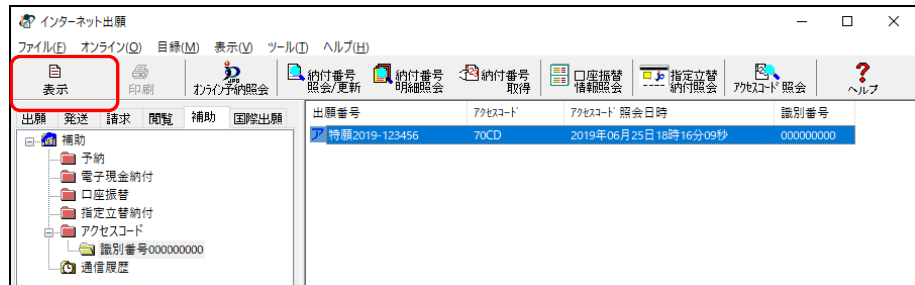 インターネット出願
ファイル(F) オンライン(O) 目録(M) 表示(V) ツール(T) ヘルプ(H)
表示 印刷 オンライン予納照会 納付番号照会/更新 納付番号明細照会 納付番号取得 口座振替情報照会 指定立替納付照会 アクセスコード照会 ヘルプ
出願 発送 請求 閲覧 補助 国際出願
出願番号 アクセスコード アクセスコード照会日時 識別番号
特願2019-123456 70CD 2019年06月25日18時16分09秒 000000000
補助
予納
電子現金納付
口座振替
指定立替納付
アクセスコード
識別番号000000000
通信履歴